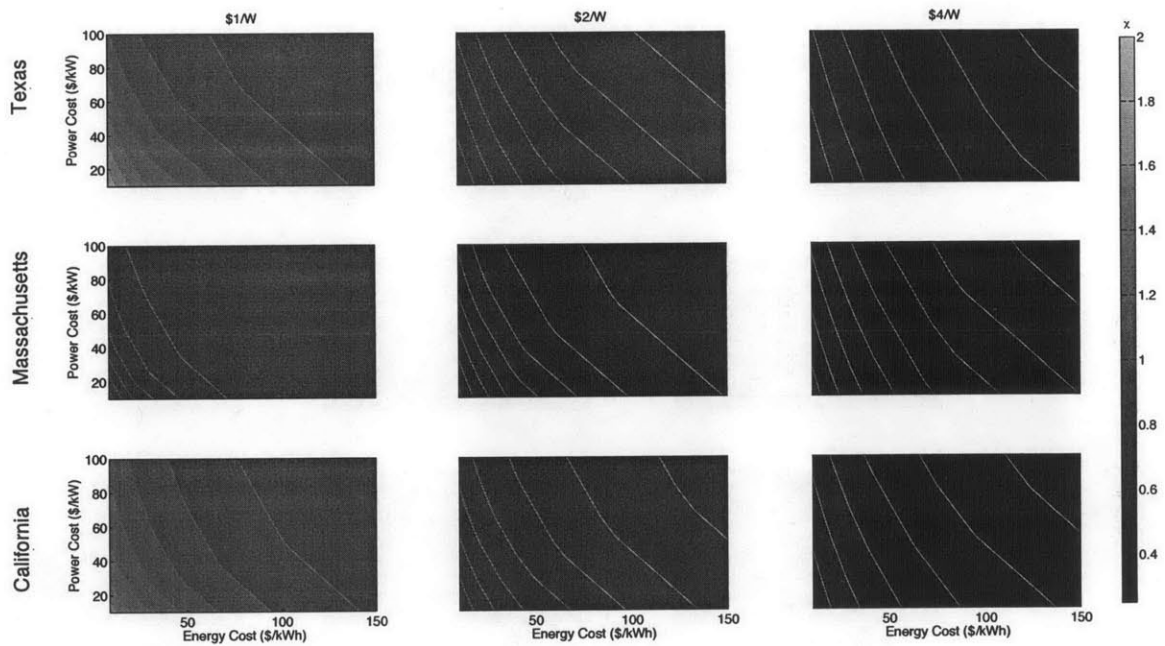 $1/W
$2/W
$4/W
χ
Texas
Power Cost ($/kW)
100
80
60
40
20
2
1.8
1.6
1.4
1.2
1
0.8
0.6
0.4
Massachusetts
Power Cost ($/kW)
100
80
60
40
20
California
Power Cost ($/kW)
100
80
60
40
20
50 100 150
50 100 150
50 100 150
Energy Cost ($/kWh)
Energy Cost ($/kWh)
Energy Cost ($/kWh)